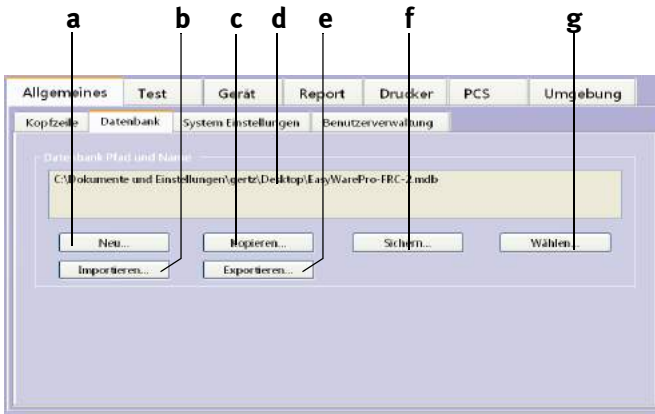 a b c d e f g
Allgemeines Test Gerät Report Drucker PCS Umgebung
Kopfzeile Datenbank System Einstellungen Benutzerverwaltung
Datenbank Pfad und Name
C:\Dokumente und Einstellungen\gertz\Desktop\EasyWarePro-FRC-2.mdb
Neu... Kopieren... Sichern... Wählen...
Importieren... Exportieren...